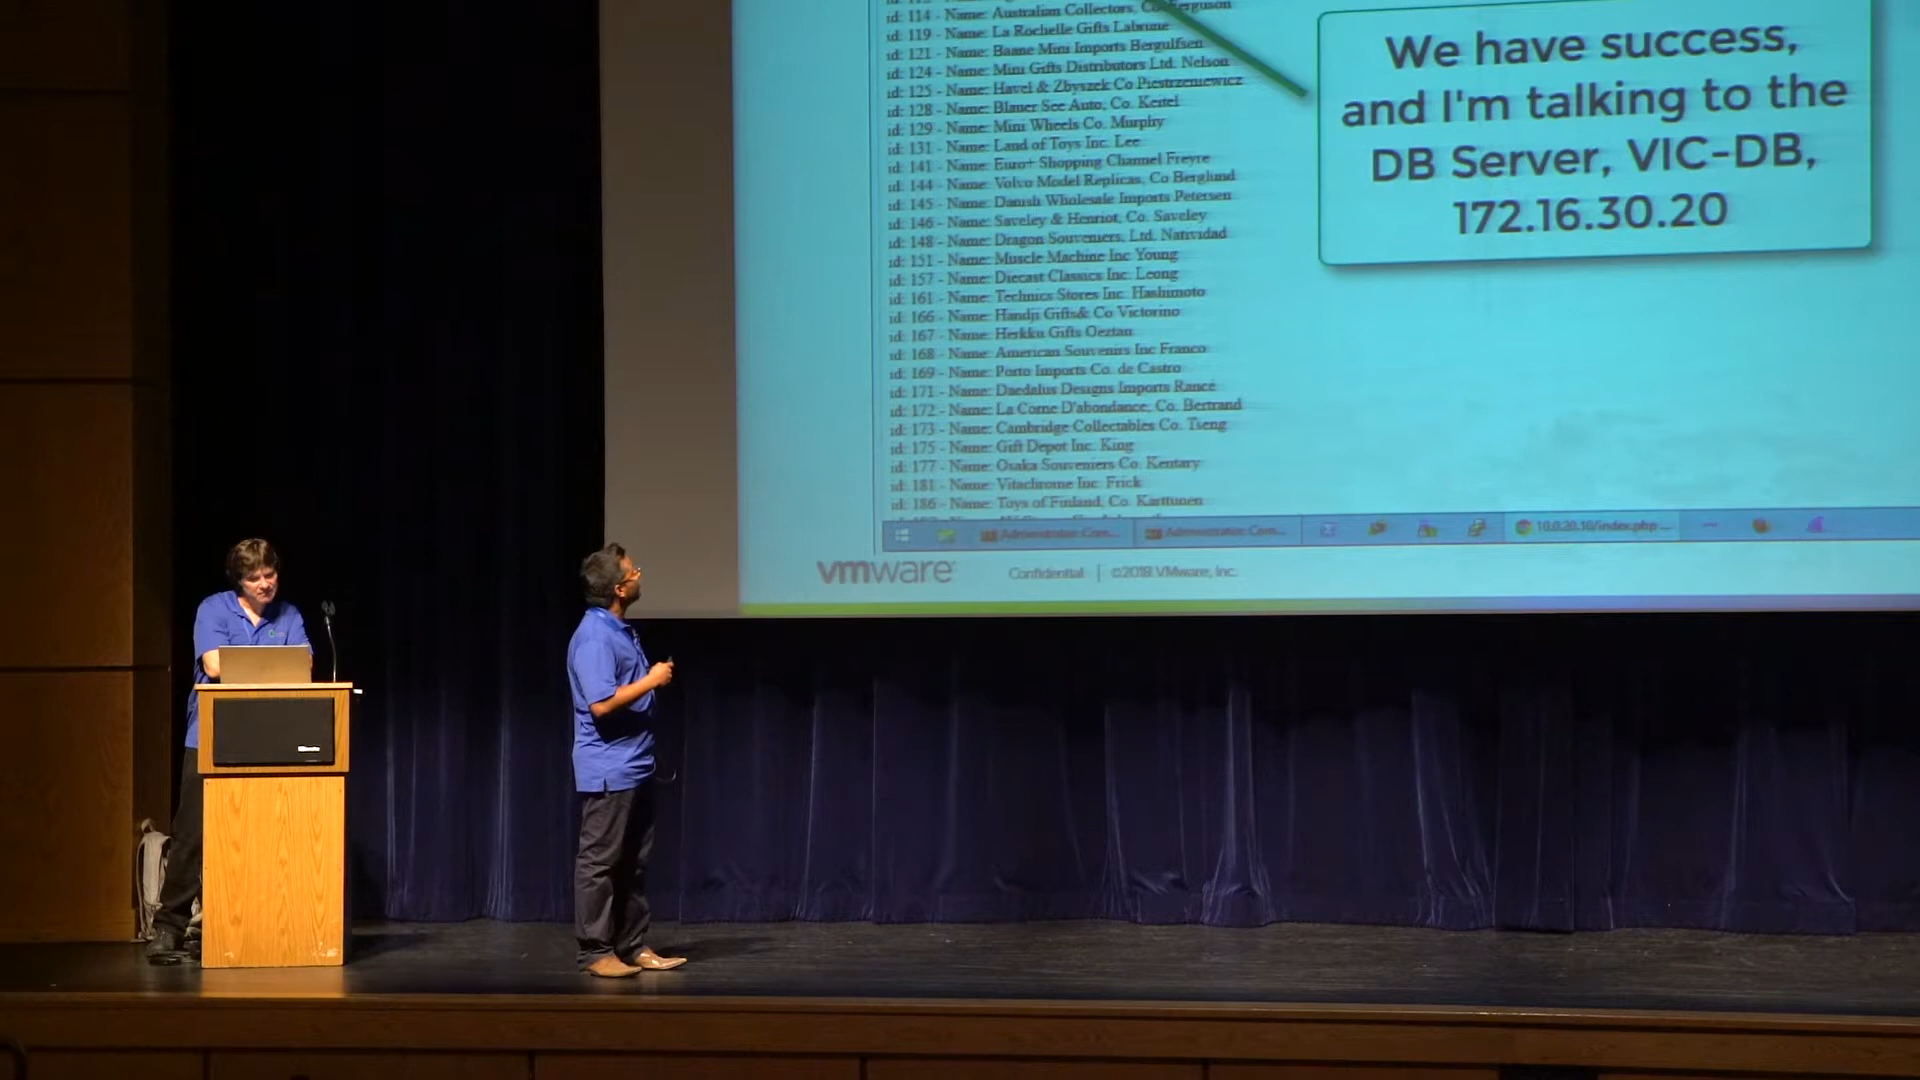 id: 114 - Name: Australian Collectors, Co. Ferguson
id: 119 - Name: La Rochelle Gifts Labrune
id: 121 - Name: Baane Mini Imports Bergulfsen
id: 124 - Name: Mini Gifts Distributors Ltd. Nelson
id: 125 - Name: Havel & Zbyszek Co Piestrzeniewicz
id: 128 - Name: Blauer See Auto, Co. Keitel
id: 129 - Name: Mini Wheels Co. Murphy
id: 131 - Name: Land of Toys Inc. Lee
id: 141 - Name: Euro+ Shopping Channel Freyre
id: 144 - Name: Volvo Model Replicas, Co Berglund
id: 145 - Name: Danish Wholesale Imports Petersen
id: 146 - Name: Saveley & Henriot, Co. Saveley
id: 148 - Name: Dragon Souveniers, Ltd. Natividad
id: 151 - Name: Muscle Machine Inc Young
id: 157 - Name: Diecast Classics Inc. Leong
id: 161 - Name: Technics Stores Inc. Hashimoto
id: 166 - Name: Handji Gifts& Co Victorino
id: 167 - Name: Herkku Gifts Oeztan
id: 168 - Name: American Souvenirs Inc Franco
id: 169 - Name: Porto Imports Co. de Castro
id: 171 - Name: Daedalus Designs Imports Rancé
id: 172 - Name: La Corne D'abondance, Co. Bertrand
id: 173 - Name: Cambridge Collectables Co. Tseng
id: 175 - Name: Gift Depot Inc. King
id: 177 - Name: Osaka Souveniers Co. Kentary
id: 181 - Name: Vitachrome Inc. Frick
id: 186 - Name: Toys of Finland, Co. Karttunen
We have success,
and I'm talking to the
DB Server, VIC-DB,
172.16.30.20
Administrator: Com...
Administrator: Com...
10.0.20.10/index.php ...
vmware
Confidential | ©2018 VMware, Inc.